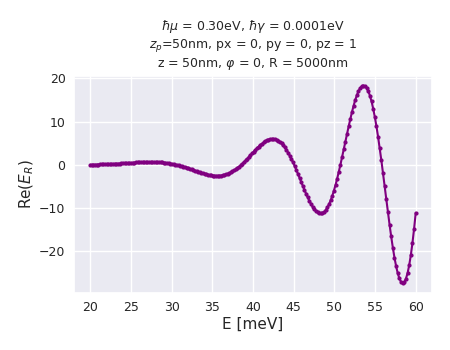 ℏμ = 0.30eV, ℏγ = 0.0001eV
z_p=50nm, px = 0, py = 0, pz = 1
z = 50nm, φ = 0, R = 5000nm
20
10
0
−10
−20
Re(E_R)
20 25 30 35 40 45 50 55 60
E [meV]